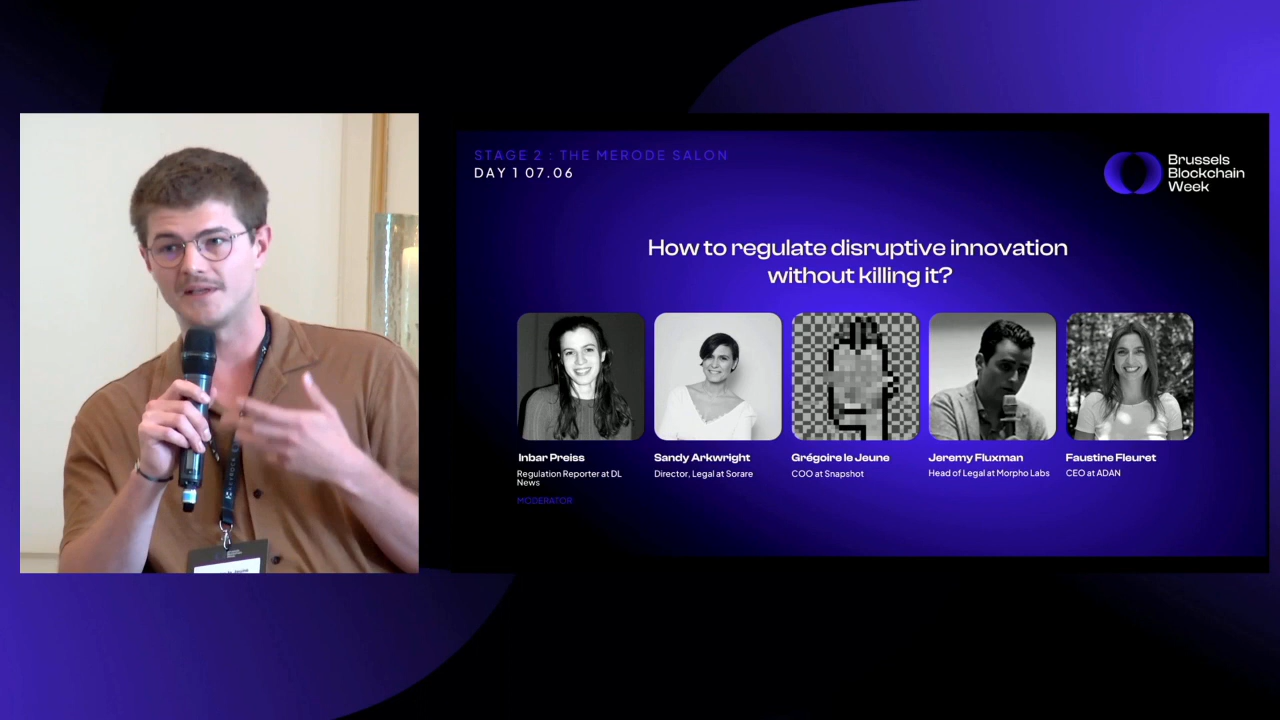 STAGE 2 : THE MERODE SALON
DAY 1 07.06
Brussels
Blockchain
Week
How to regulate disruptive innovation
without killing it?
Inbar Preiss
Regulation Reporter at DL
News
MODERATOR
Sandy Arkwright
Director, Legal at Sorare
Grégoire le Jeune
COO at Snapshot
Jeremy Fluxman
Head of Legal at Morpho Labs
Faustine Fleuret
CEO at ADAN